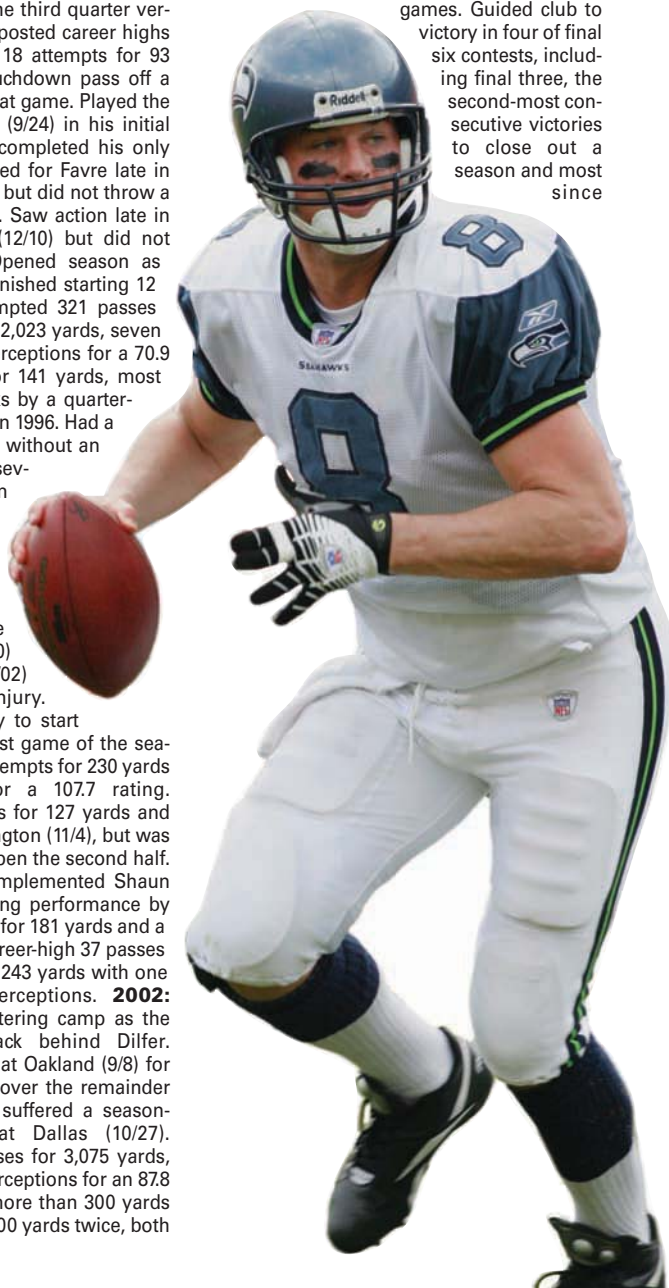 ne third quarter ver-
posted career highs
18 attempts for 93
uchdown pass off a
at game. Played the
(9/24) in his initial
completed his only
ed for Favre late in
but did not throw a
. Saw action late in
(12/10) but did not
pened season as
nished starting 12
mpted 321 passes
2,023 yards, seven
rceptions for a 70.9
or 141 yards, most
s by a quarter-
n 1996. Had a
without an
sev-
n
e
0)
/02)
njury.
y to start
st game of the sea-
tempts for 230 yards
or a 107.7 rating.
s for 127 yards and
ngton (11/4), but was
pen the second half.
mplemented Shaun
ng performance by
for 181 yards and a
reer-high 37 passes
243 yards with one
erceptions. 2002:
tering camp as the
ack behind Dilfer.
at Oakland (9/8) for
over the remainder
suffered a season-
at Dallas (10/27).
ses for 3,075 yards,
rceptions for an 87.8
more than 300 yards
00 yards twice, both
games. Guided club to
victory in four of final
six contests, includ-
ing final three, the
second-most con-
secutive victories
to close out a
season and most
since
Riddell
8
8
SEAHAWKS
8